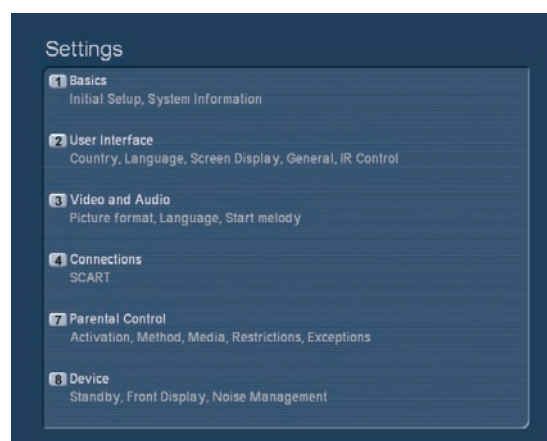 Settings
1 Basics
Initial Setup, System Information
2 User Interface
Country, Language, Screen Display, General, IR Control
3 Video and Audio
Picture format, Language, Start melody
4 Connections
SCART
7 Parental Control
Activation, Method, Media, Restrictions, Exceptions
8 Device
Standby, Front Display, Noise Management